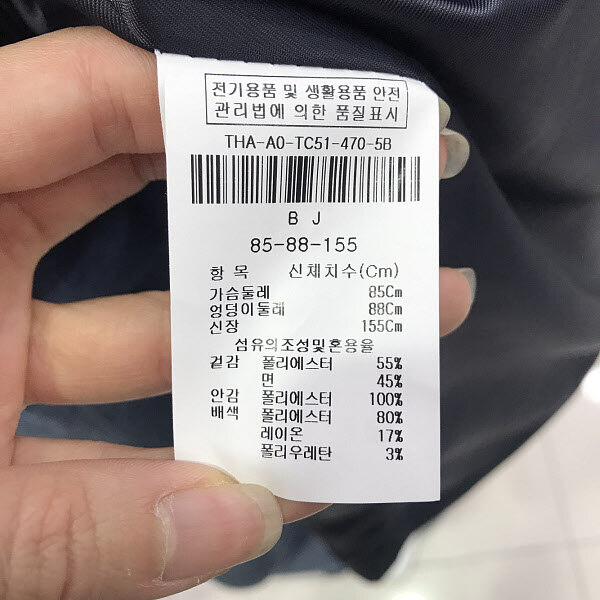 전기용품 및 생활용품 안전
관리법에 의한 품질표시
THA-A0-TC51-470-5B
B J
85-88-155
항 목 신체치수(Cm)
가슴둘레 85Cm
엉덩이둘레 88Cm
신장 155Cm
섬유의조성및혼용율
겉감 폴리에스터 55%
면 45%
안감 폴리에스터 100%
배색 폴리에스터 80%
레이온 17%
폴리우레탄 3%